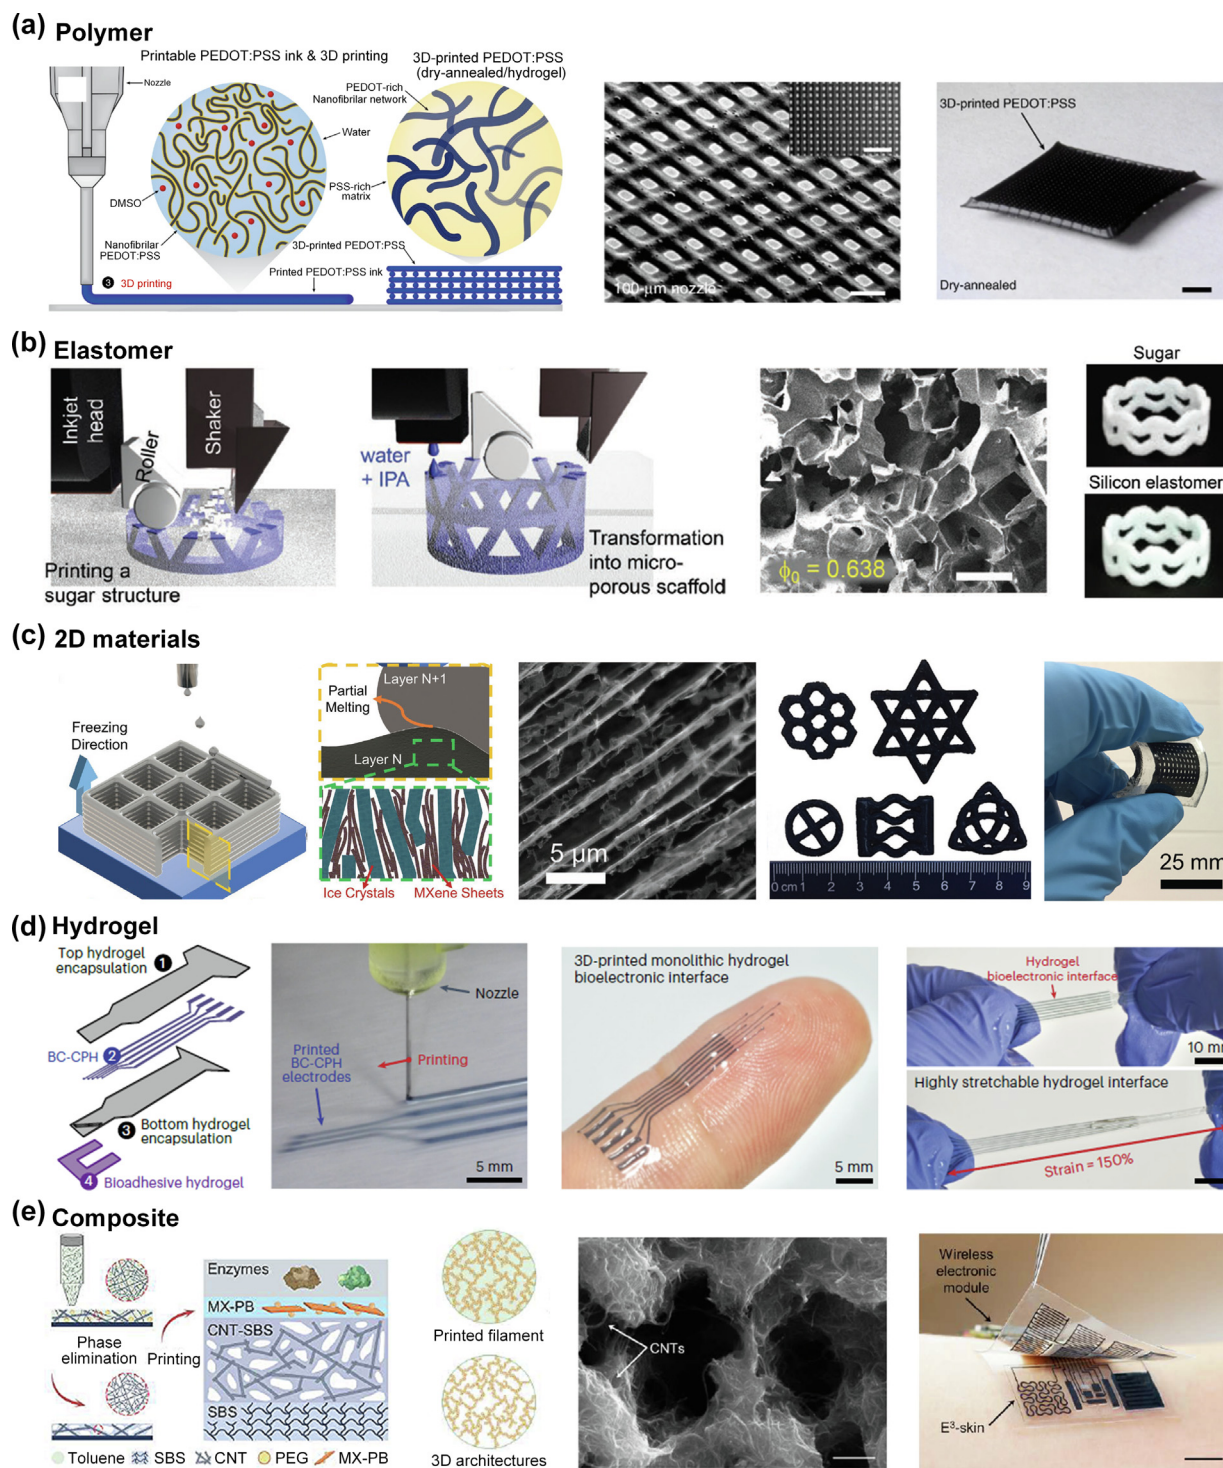 (a) Polymer
Printable PEDOT:PSS ink & 3D printing
3D-printed PEDOT:PSS
(dry-annealed/hydrogel)
Nozzle
PEDOT-rich
Nanofibrilar network
Water
PSS-rich
matrix
DMSO
Nanofibrilar
PEDOT:PSS
3D-printed PEDOT:PSS
Printed PEDOT:PSS ink
3 3D printing
100-μm nozzle
3D-printed PEDOT:PSS
Dry-annealed
(b) Elastomer
Inkjet
head
Roller
Shaker
Printing a
sugar structure
water
+ IPA
Transformation
into micro-
porous scaffold
ϕ₀ = 0.638
Sugar
Silicon elastomer
(c) 2D materials
Freezing
Direction
Layer N+1
Partial
Melting
Layer N
Ice Crystals
MXene Sheets
5 μm
0 cm 1 2 3 4 5 6 7 8 9
25 mm
(d) Hydrogel
Top hydrogel
encapsulation 1
BC-CPH 2
3 Bottom hydrogel
encapsulation
4 Bioadhesive hydrogel
Nozzle
Printed
BC-CPH
electrodes
Printing
5 mm
3D-printed monolithic hydrogel
bioelectronic interface
5 mm
Hydrogel
bioelectronic interface
10 mm
Highly stretchable hydrogel interface
Strain = 150%
(e) Composite
Phase
elimination
Printing
Enzymes
MX-PB
CNT-SBS
SBS
Toluene SBS CNT PEG MX-PB
Printed filament
3D architectures
CNTs
Wireless
electronic
module
E³-skin